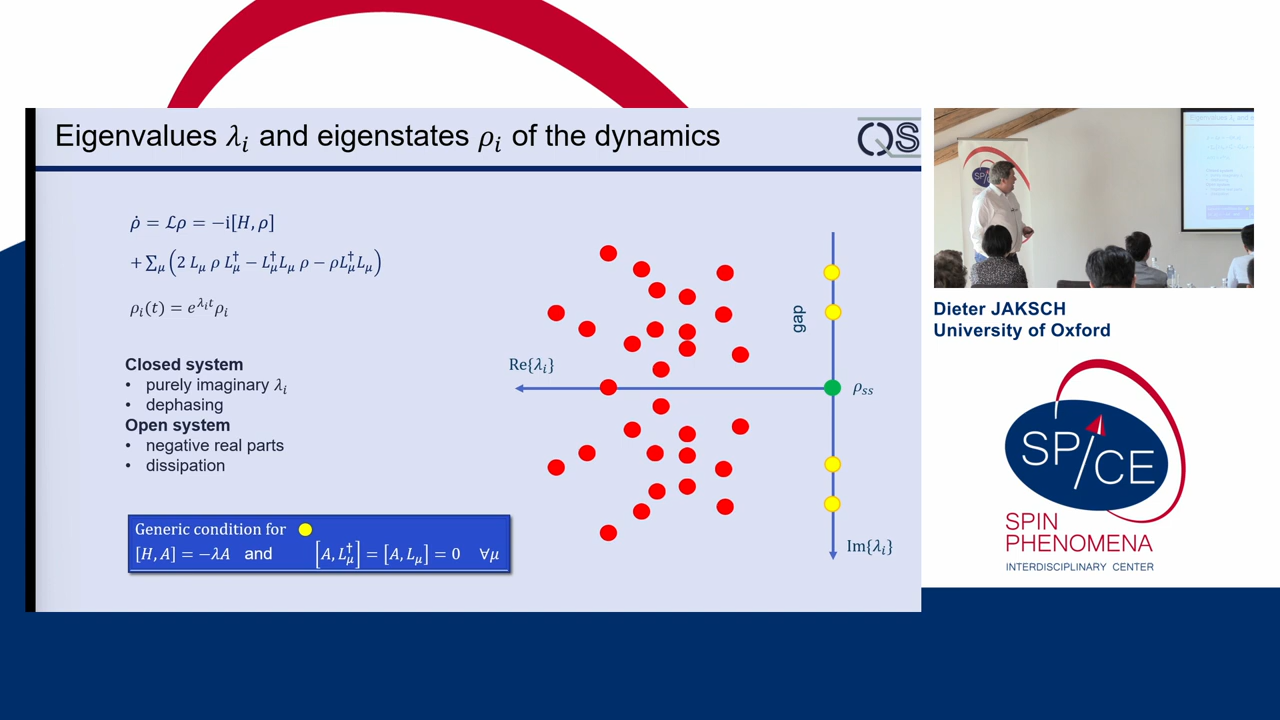 Eigenvalues λᵢ and eigenstates ρᵢ of the dynamics
QS
ρ̇ = ℒρ = −i[H, ρ]
+ ∑_μ (2 L_μ ρ L_μ^† − L_μ^† L_μ ρ − ρL_μ^† L_μ)
ρᵢ(t) = e^{λᵢt}ρᵢ
Closed system
• purely imaginary λᵢ
• dephasing
Open system
• negative real parts
• dissipation
Generic condition for
[H, A] = −λA and [A, L_μ^†] = [A, L_μ] = 0 ∀μ
gap
Re{λᵢ}
ρ_ss
Im{λᵢ}
Dieter JAKSCH
University of Oxford
SP/CE
SPIN
PHENOMENA
INTERDISCIPLINARY CENTER